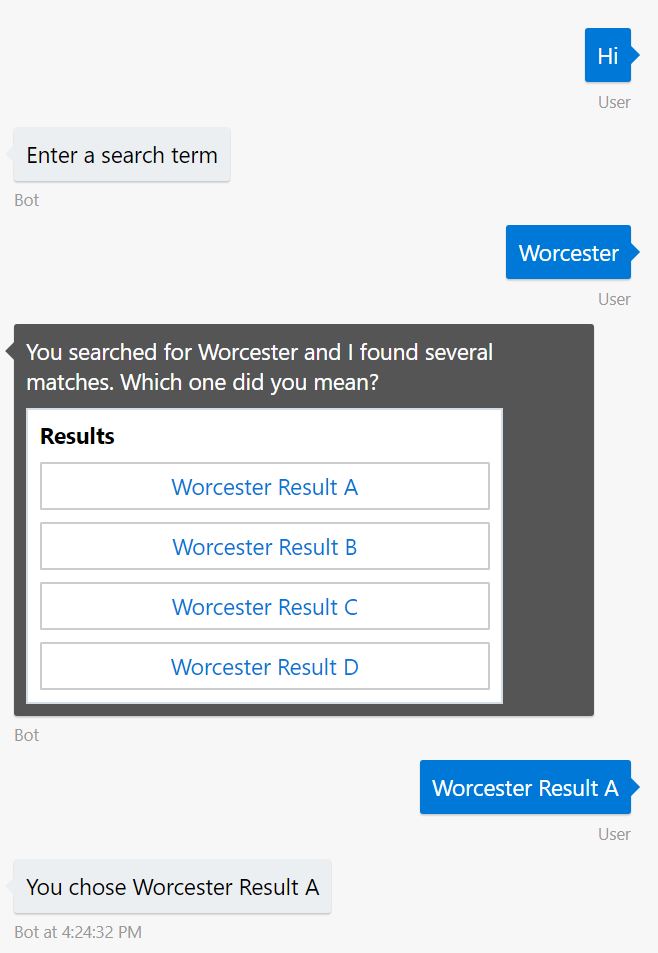 Hi
User
Enter a search term
Bot
Worcester
User
You searched for Worcester and I found several
matches. Which one did you mean?
Results
Worcester Result A
Worcester Result B
Worcester Result C
Worcester Result D
Bot
Worcester Result A
User
You chose Worcester Result A
Bot at 4:24:32 PM